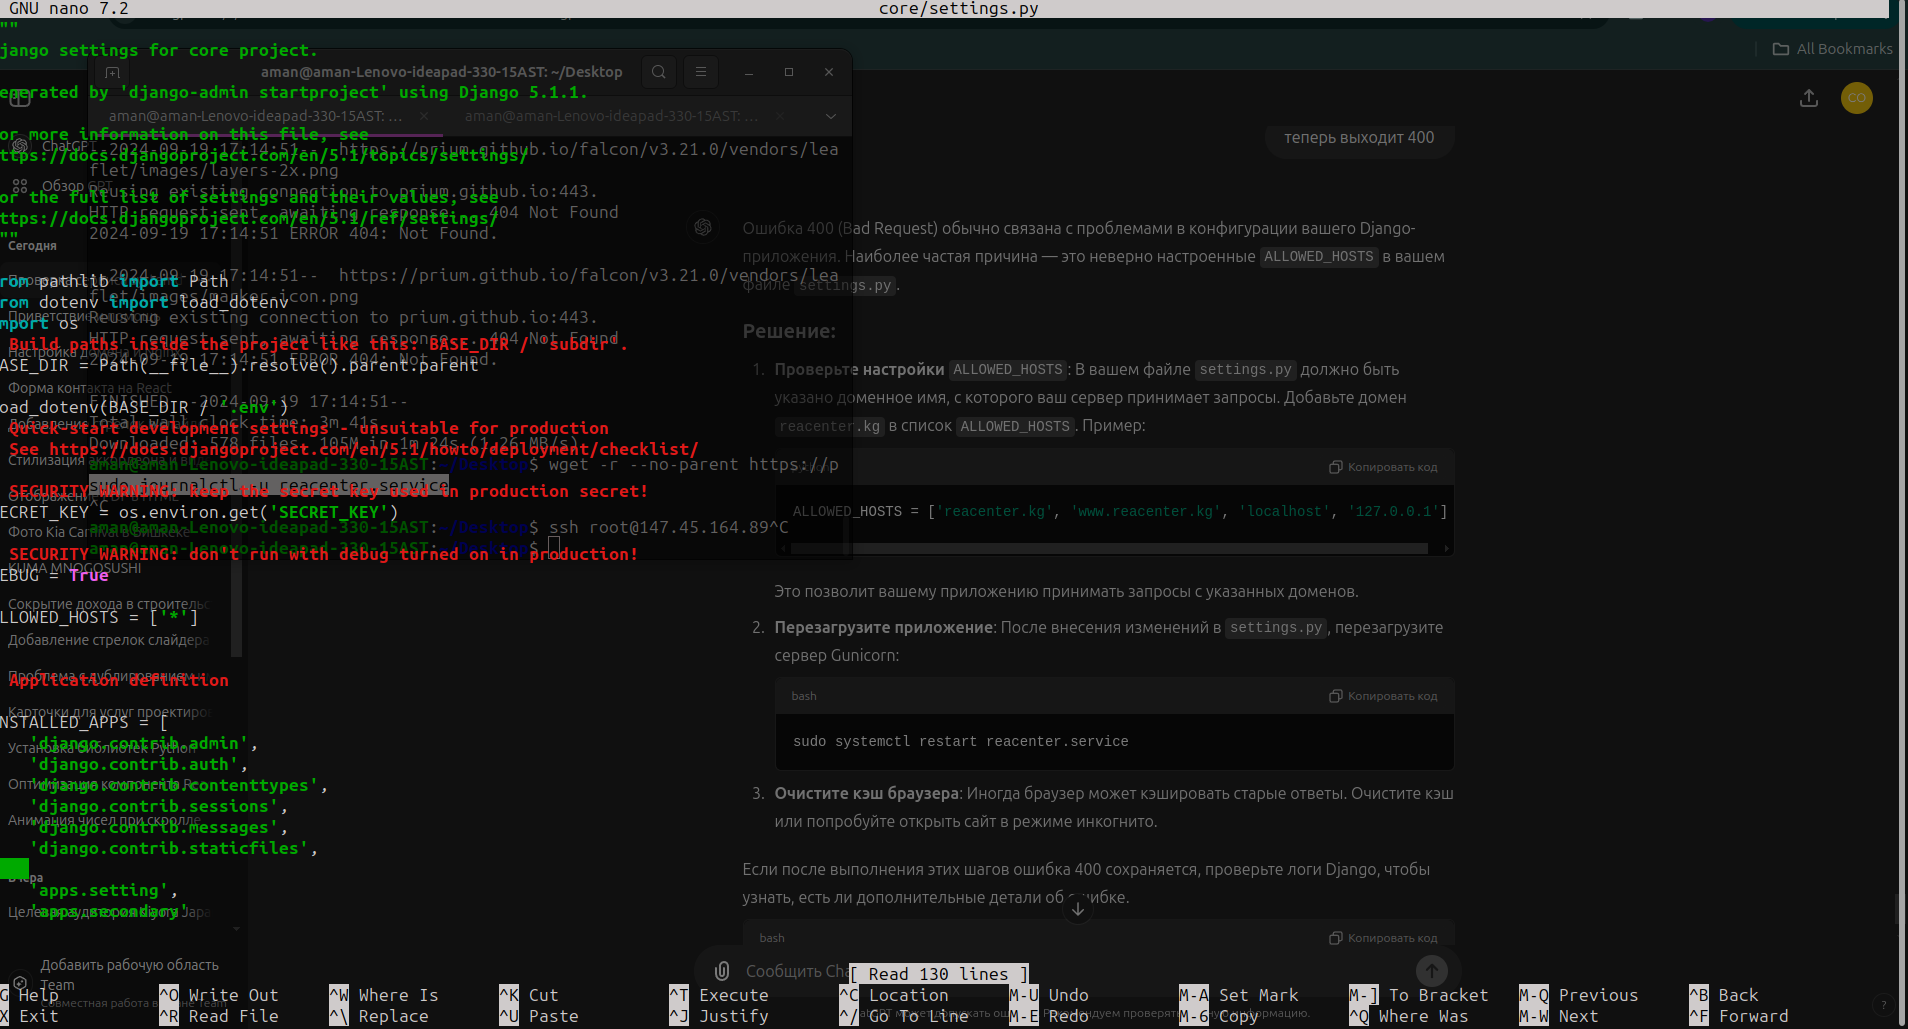 GNU nano 7.2
core/settings.py
""
jango settings for core project.
enerated by 'django-admin startproject' using Django 5.1.1.
or more information on this file, see
ttps://docs.djangoproject.com/en/5.1/topics/settings/
or the full list of settings and their values, see
ttps://docs.djangoproject.com/en/5.1/ref/settings/
""
rom pathlib import Path
rom dotenv import load_dotenv
mport os
Build paths inside the project like this: BASE_DIR / 'subdir'.
ASE_DIR = Path(__file__).resolve().parent.parent
oad_dotenv(BASE_DIR / '.env')
Quick-start development settings - unsuitable for production
See https://docs.djangoproject.com/en/5.1/howto/deployment/checklist/
SECURITY WARNING: keep the secret key used in production secret!
ECRET_KEY = os.environ.get('SECRET_KEY')
SECURITY WARNING: don't run with debug turned on in production!
EBUG = True
LLOWED_HOSTS = ['*']
Application definition
NSTALLED_APPS = [
'django.contrib.admin',
'django.contrib.auth',
'django.contrib.contenttypes',
'django.contrib.sessions',
'django.contrib.messages',
'django.contrib.staticfiles',
'apps.setting',
'apps.secondary'
[ Read 130 lines ]
G Help ^O Write Out ^W Where Is ^K Cut ^T Execute ^C Location M-U Undo M-A Set Mark M-] To Bracket M-Q Previous ^B Back
X Exit ^R Read File ^\ Replace ^U Paste ^J Justify ^/ Go To Line M-E Redo M-6 Copy ^Q Where Was M-W Next ^F Forward
aman@aman-Lenovo-ideapad-330-15AST: ~/Desktop
aman@aman-Lenovo-ideapad-330-15AST: ...
aman@aman-Lenovo-ideapad-330-15AST: ~/...
--2024-09-19 17:14:51-- https://prium.github.io/falcon/v3.21.0/vendors/lea
flet/images/layers-2x.png
Reusing existing connection to prium.github.io:443.
HTTP request sent, awaiting response... 404 Not Found
2024-09-19 17:14:51 ERROR 404: Not Found.
--2024-09-19 17:14:51-- https://prium.github.io/falcon/v3.21.0/vendors/lea
flet/images/marker-icon.png
Reusing existing connection to prium.github.io:443.
HTTP request sent, awaiting response... 404 Not Found
2024-09-19 17:14:51 ERROR 404: Not Found.
FINISHED --2024-09-19 17:14:51--
Total wall clock time: 3m 41s
Downloaded: 578 files, 105M in 1m 24s (1.26 MB/s)
aman@aman-Lenovo-ideapad-330-15AST:~/Desktop$ wget -r --no-parent https://p
sudo journalctl -u reacenter.service
^C
aman@aman-Lenovo-ideapad-330-15AST:~/Desktop$ ssh root@147.45.164.89^C
aman@aman-Lenovo-ideapad-330-15AST:~/Desktop$
All Bookmarks
CO
ChatGPT
Обзор GPT
Сегодня
Приветствие и помощь
Форма контакта на React
Фото Kia Carnival в Бишкеке
KUMA MNOGOSUSHI
Сокрытие дохода в строительс
Добавление стрелок слайдера
Проблема с дублированием
Карточки для услуг проектиро
Установка библиотек Python
Оптимизация компонента Re
Анимация чисел при скролле
Вчера
Добавить рабочую область
Team
теперь выходит 400
Ошибка 400 (Bad Request) обычно связана с проблемами в конфигурации вашего Django-
приложения. Наиболее частая причина — это неверно настроенные ALLOWED_HOSTS в вашем
файле settings.py.
Решение:
1. Проверьте настройки ALLOWED_HOSTS: В вашем файле settings.py должно быть
указано доменное имя, с которого ваш сервер принимает запросы. Добавьте домен
reacenter.kg в список ALLOWED_HOSTS. Пример:
Копировать код
ALLOWED_HOSTS = ['reacenter.kg', 'www.reacenter.kg', 'localhost', '127.0.0.1']
Это позволит вашему приложению принимать запросы с указанных доменов.
2. Перезагрузите приложение: После внесения изменений в settings.py, перезагрузите
сервер Gunicorn:
bash
Копировать код
sudo systemctl restart reacenter.service
3. Очистите кэш браузера: Иногда браузер может кэшировать старые ответы. Очистите кэш
или попробуйте открыть сайт в режиме инкогнито.
Если после выполнения этих шагов ошибка 400 сохраняется, проверьте логи Django, чтобы
узнать, есть ли дополнительные детали об ошибке.
bash
Копировать код
Сообщить Cha
?